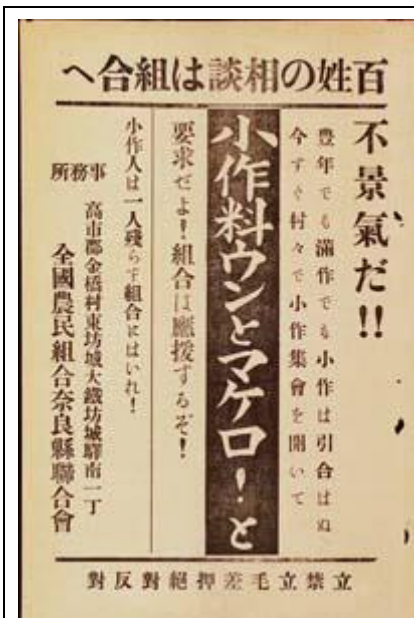 百姓の相談は組合へ
不景氣だ!!
豊年でも滿作でも小作は引合はぬ
今すぐ村々で小作集會を開いて
小作料ウンとマケロ!と
要求せよ!組合は應援するぞ!
小作人は一人殘らず組合にはいれ!
事務所
高市郡金橋村東坊城大鐵坊城驛南一丁
全國農民組合奈良縣聯合會
立禁立毛差押絕對反對